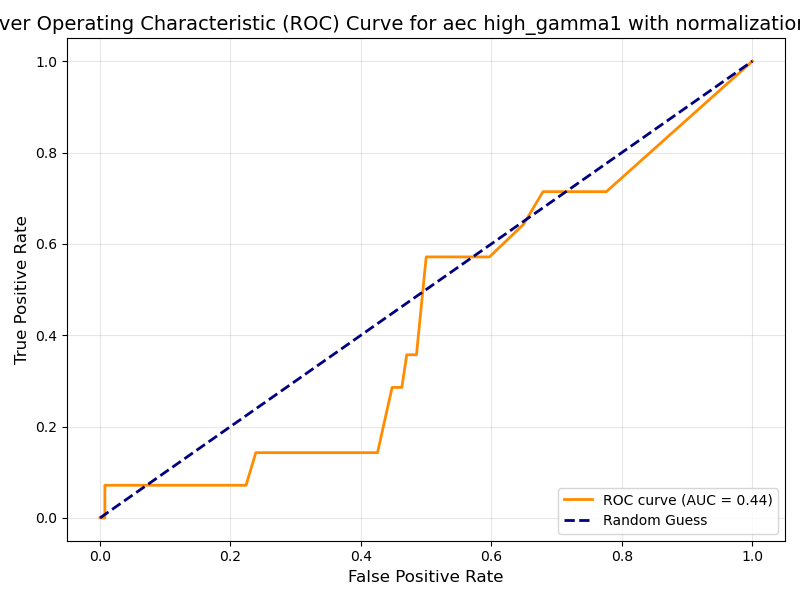 ver Operating Characteristic (ROC) Curve for aec high_gamma1 with normalization
1.0
0.8
0.6
0.4
0.2
0.0
True Positive Rate
ROC curve (AUC = 0.44)
Random Guess
0.0 0.2 0.4 0.6 0.8 1.0
False Positive Rate